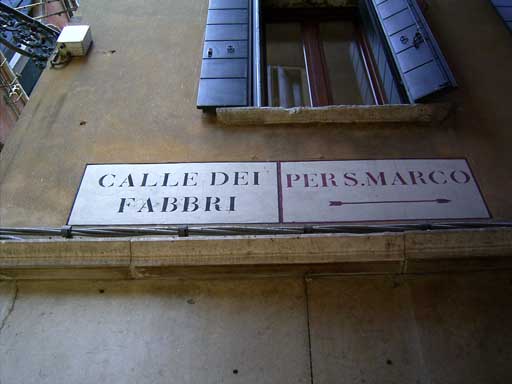 CALLE DEI
FABBRI
PER S. MARCO